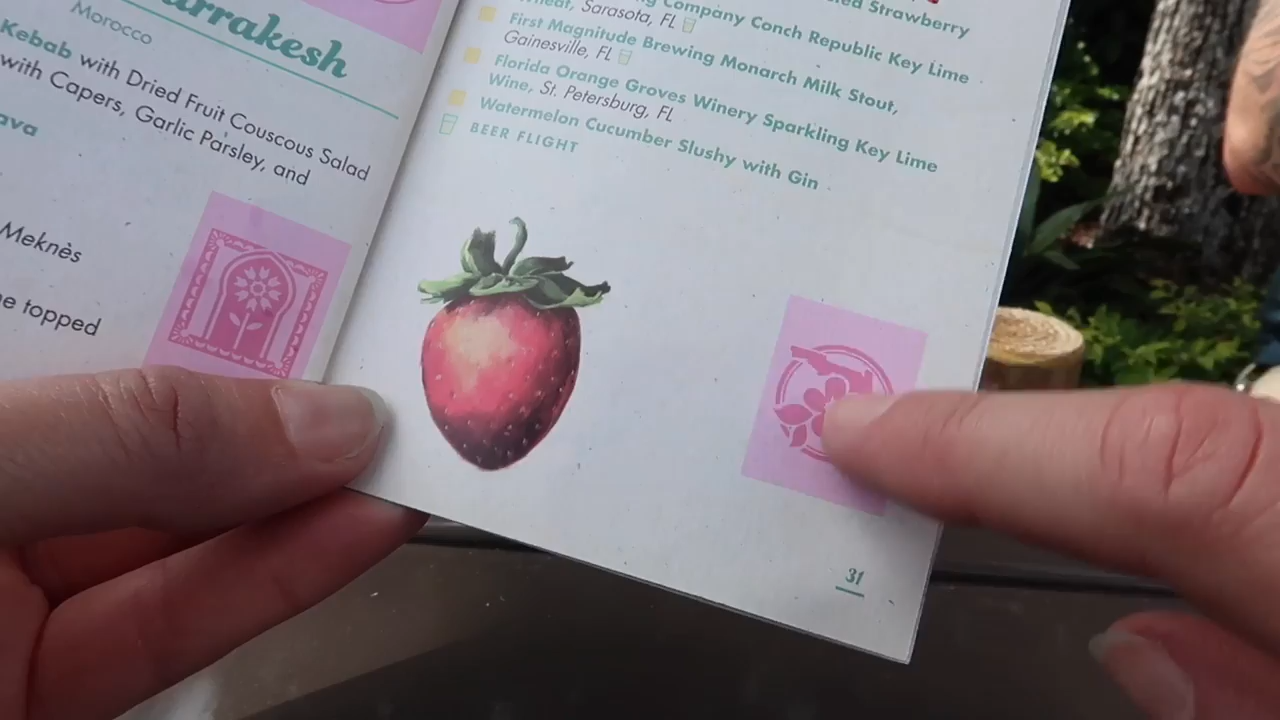 arrakesh
Morocco
Kebab with Dried Fruit Couscous Salad
with Capers, Garlic Parsley, and
ava
Meknès
topped
Strawberry
Company Conch Republic Key Lime
Wheat, Sarasota, FL
First Magnitude Brewing Monarch Milk Stout,
Gainesville, FL
Florida Orange Groves Winery Sparkling Key Lime
Wine, St. Petersburg, FL
Watermelon Cucumber Slushy with Gin
BEER FLIGHT
31